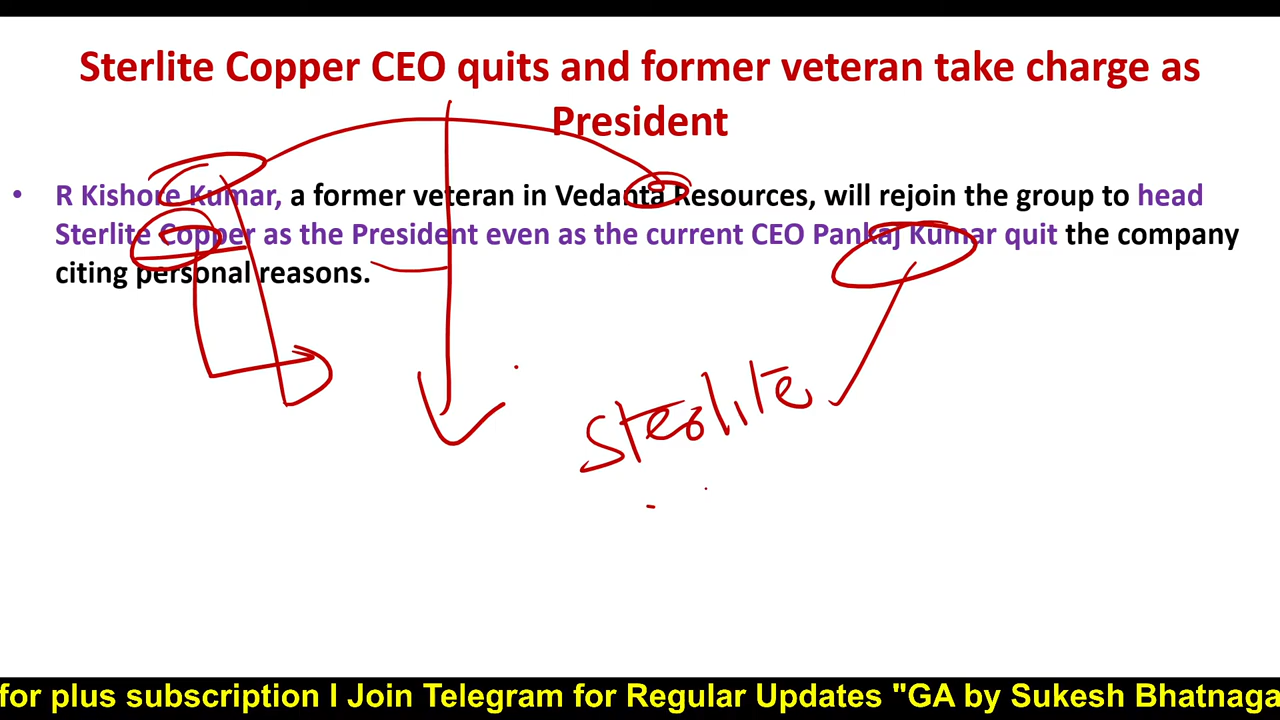 Sterlite Copper CEO quits and former veteran take charge as
President
• R Kishore Kumar, a former veteran in Vedanta Resources, will rejoin the group to head
Sterlite Copper as the President even as the current CEO Pankaj Kumar quit the company
citing personal reasons.
Sterlite
for plus subscription I Join Telegram for Regular Updates "GA by Sukesh Bhatnaga